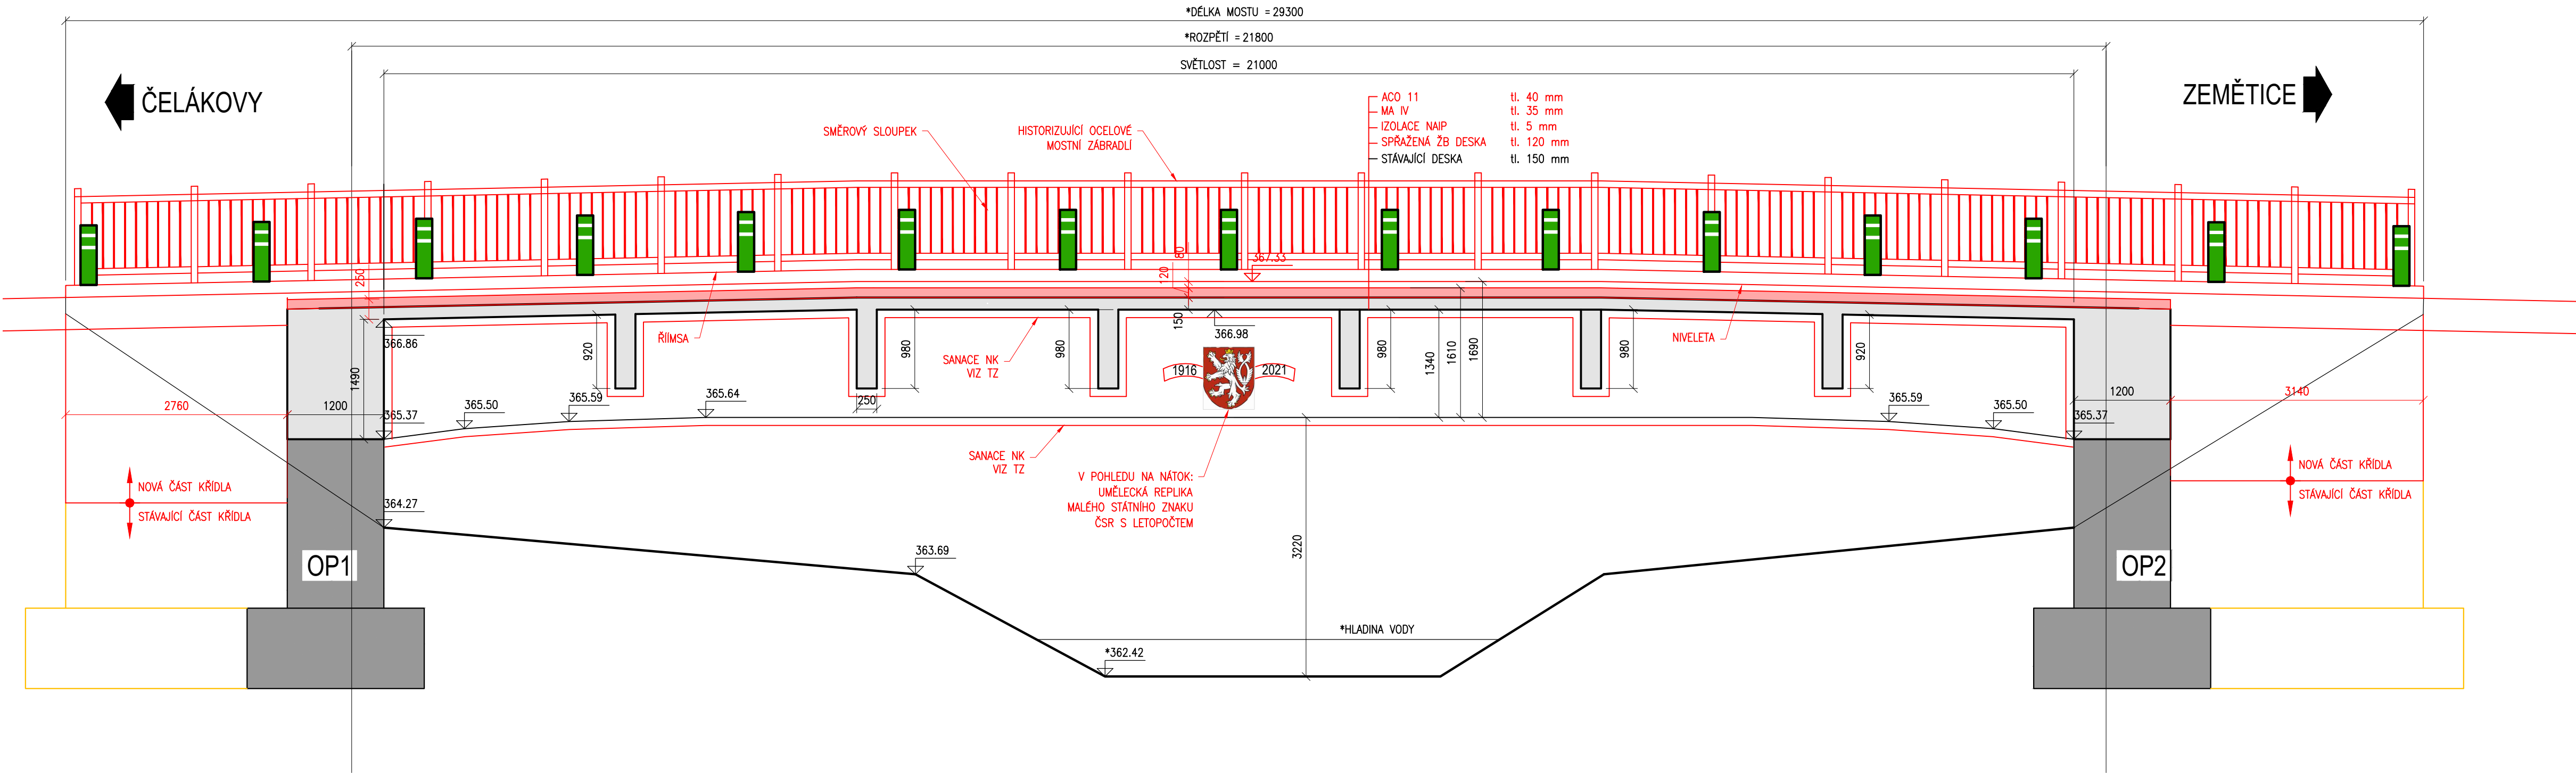 *DÉLKA MOSTU = 29300
*ROZPĚTÍ = 21800
SVĚTLOST = 21000
ČELÁKOVY
ZEMĚTICE
ACO 11 tl. 40 mm
MA IV tl. 35 mm
IZOLACE NAIP tl. 5 mm
SPŘAŽENÁ ŽB DESKA tl. 120 mm
STÁVAJÍCÍ DESKA tl. 150 mm
SMĚROVÝ SLOUPEK
HISTORIZUJÍCÍ OCELOVÉ
MOSTNÍ ZÁBRADLÍ
250
80
120
367.33
150
366.98
366.86
ŘÍMSA
SANACE NK
VIZ TZ
NIVELETA
1490
920
980
980
980
1340
1610
1690
980
920
1916
2021
2760
1200
365.37
365.50
365.59
365.64
250
365.59
365.50
365.37
1200
3140
SANACE NK
VIZ TZ
V POHLEDU NA NÁTOK:
UMĚLECKÁ REPLIKA
MALÉHO STÁTNÍHO ZNAKU
ČSR S LETOPOČTEM
NOVÁ ČÁST KŘÍDLA
STÁVAJÍCÍ ČÁST KŘÍDLA
NOVÁ ČÁST KŘÍDLA
STÁVAJÍCÍ ČÁST KŘÍDLA
364.27
363.69
3220
OP1
OP2
*HLADINA VODY
*362.42